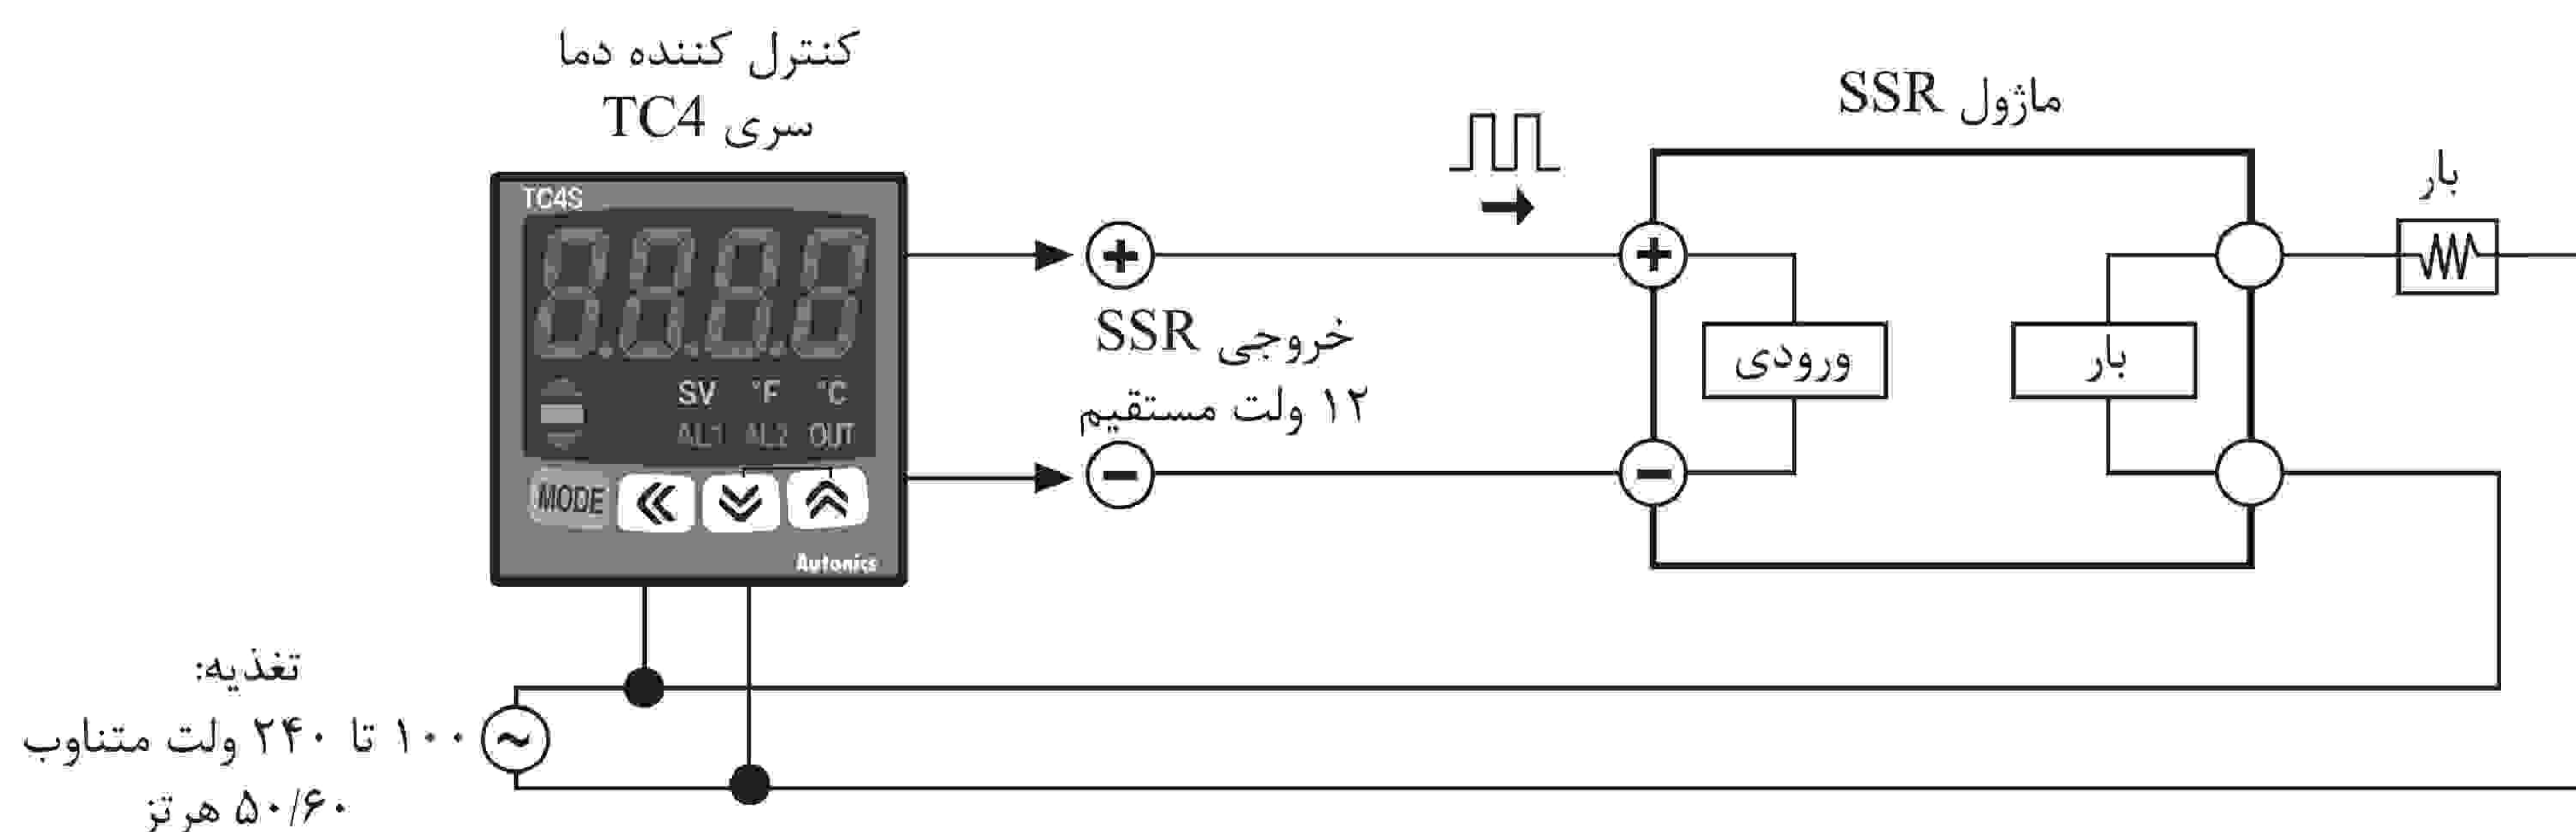 کنترل کننده دما
سری TC4
ماژول SSR
بار
TC4S
SV °F °C
AL1 AL2 OUT
MODE
Autonics
خروجی SSR
۱۲ ولت مستقیم
ورودی
بار
تغذیه:
۱۰۰ تا ۲۴۰ ولت متناوب
۵۰/۶۰ هرتز